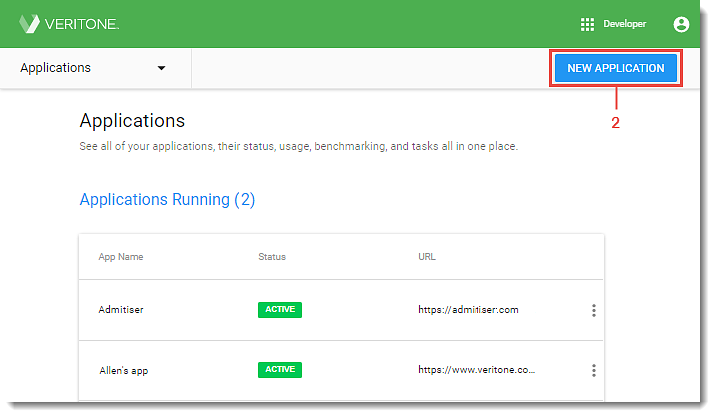 VERITONE.
Developer
Applications
NEW APPLICATION
2
Applications
See all of your applications, their status, usage, benchmarking, and tasks all in one place.
Applications Running (2)
App Name Status URL
Admitiser ACTIVE https://admitiser.com
Allen's app ACTIVE https://www.veritone.co...